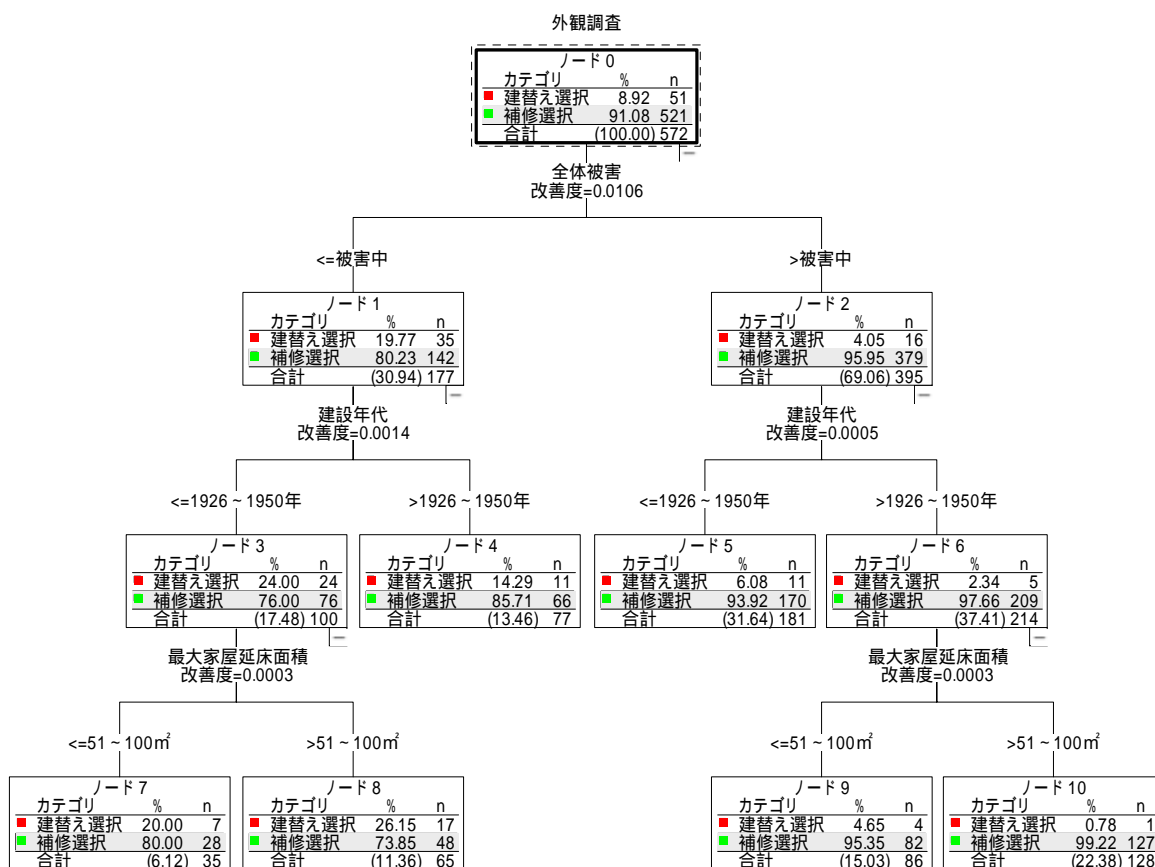 外観調査
ノード 0
カテゴリ % n
建替え選択 8.92 51
補修選択 91.08 521
合計 (100.00) 572
全体被害
改善度=0.0106
<=被害中
>被害中
ノード 1
カテゴリ % n
建替え選択 19.77 35
補修選択 80.23 142
合計 (30.94) 177
ノード 2
カテゴリ % n
建替え選択 4.05 16
補修選択 95.95 379
合計 (69.06) 395
建設年代
改善度=0.0014
建設年代
改善度=0.0005
<=1926~1950年
>1926~1950年
<=1926~1950年
>1926~1950年
ノード 3
カテゴリ % n
建替え選択 24.00 24
補修選択 76.00 76
合計 (17.48) 100
ノード 4
カテゴリ % n
建替え選択 14.29 11
補修選択 85.71 66
合計 (13.46) 77
ノード 5
カテゴリ % n
建替え選択 6.08 11
補修選択 93.92 170
合計 (31.64) 181
ノード 6
カテゴリ % n
建替え選択 2.34 5
補修選択 97.66 209
合計 (37.41) 214
最大家屋延床面積
改善度=0.0003
最大家屋延床面積
改善度=0.0003
<=51~100㎡
>51~100㎡
<=51~100㎡
>51~100㎡
ノード 7
カテゴリ % n
建替え選択 20.00 7
補修選択 80.00 28
合計 (6.12) 35
ノード 8
カテゴリ % n
建替え選択 26.15 17
補修選択 73.85 48
合計 (11.36) 65
ノード 9
カテゴリ % n
建替え選択 4.65 4
補修選択 95.35 82
合計 (15.03) 86
ノード 10
カテゴリ % n
建替え選択 0.78 1
補修選択 99.22 127
合計 (22.38) 128